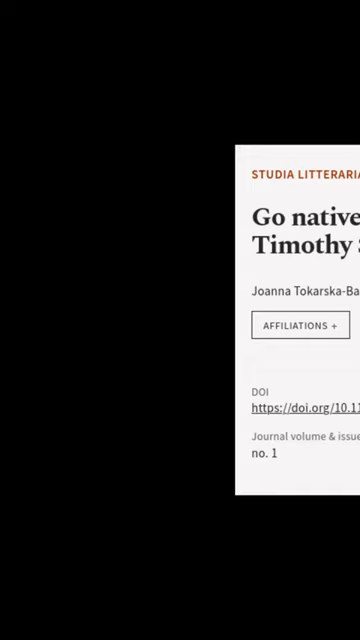 STUDIA LITTERARIA
Go native
Timothy
Joanna Tokarska-Ba
AFFILIATIONS +
DOI
https://doi.org/10.11
Journal volume & issue
no. 1